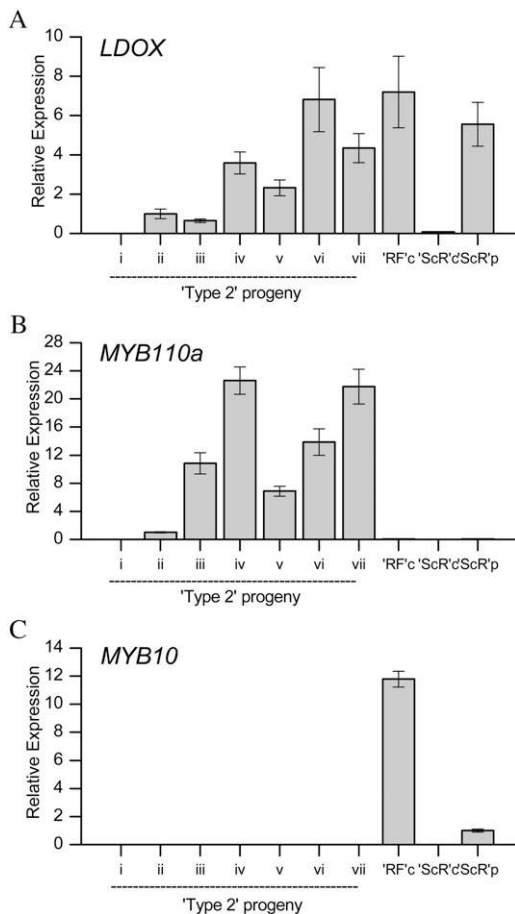 A
LDOX
Relative Expression
10
8
6
4
2
0
i ii iii iv v vi vii 'RF'c 'ScR'c 'ScR'p
'Type 2' progeny
B
MYB110a
Relative Expression
28
24
20
16
12
8
4
0
i ii iii iv v vi vii 'RF'c 'ScR'c 'ScR'p
'Type 2' progeny
C
MYB10
Relative Expression
14
12
10
8
6
4
2
0
i ii iii iv v vi vii 'RF'c 'ScR'c 'ScR'p
'Type 2' progeny